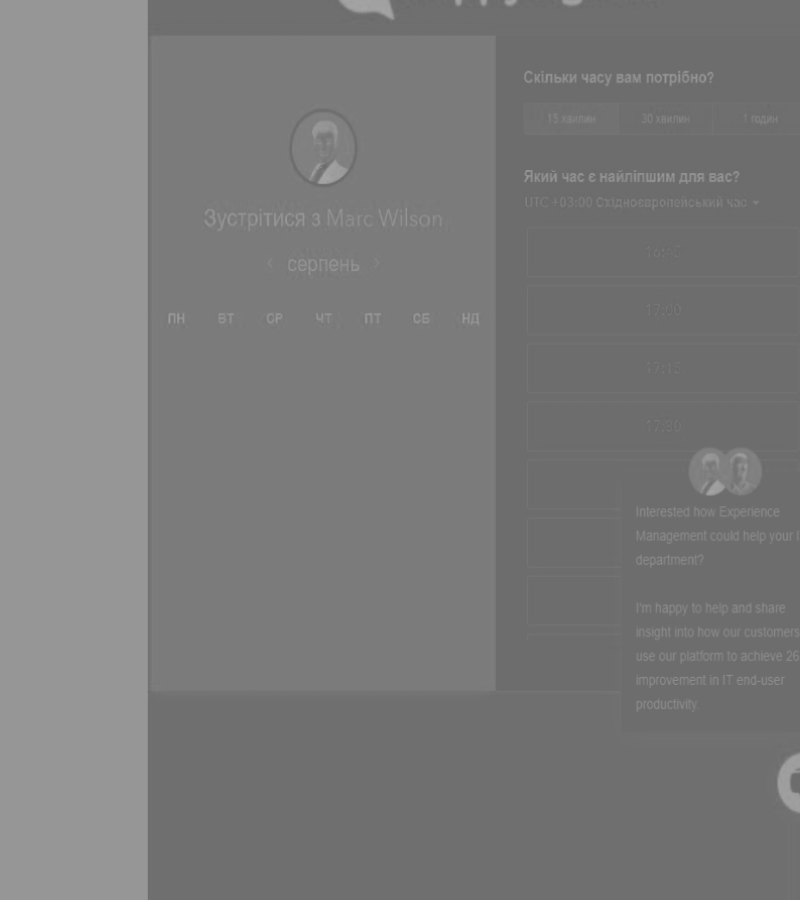 Зустрітися з Marc Wilson.
серпень
ПН ВТ СР ЧТ ПТ СБ НД
Скільки часу вам потрібно?
15 хвилин 30 хвилин 1 годин
Який час є найліпшим для вас?
UTC +03:00 Східноєвропейський час
16:45
17:00
17:15
17:30
Interested how Experience
Management could help your
department?
I'm happy to help and share
insight into how our customers
use our platform to achieve 26
improvement in IT end-user
productivity.